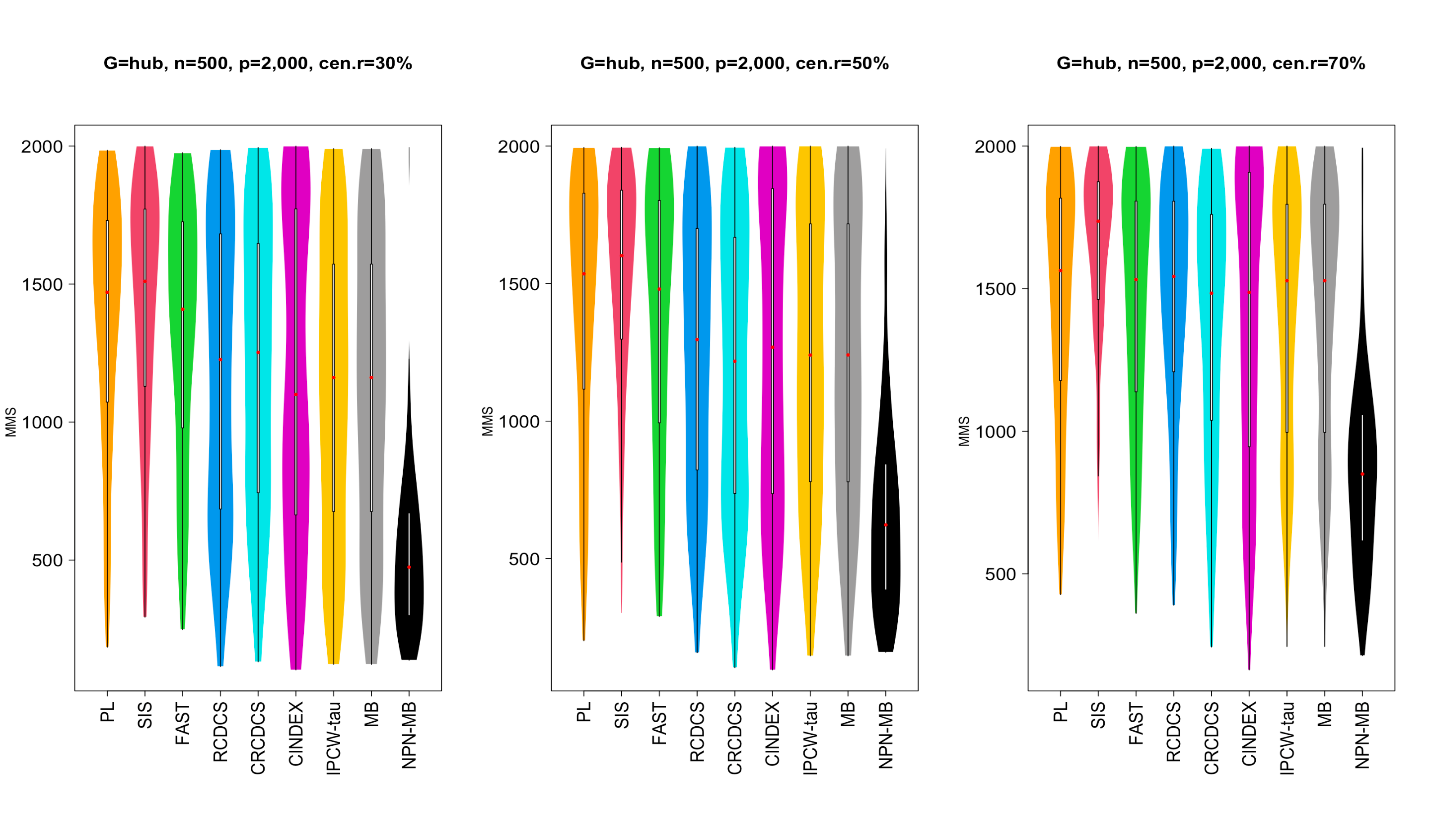 G=hub, n=500, p=2,000, cen.r=30%
MMS
2000
1500
1000
500
PL
SIS
FAST
RCDCS
CRCDCS
CINDEX
IPCW-tau
MB
NPN-MB
G=hub, n=500, p=2,000, cen.r=50%
MMS
2000
1500
1000
500
PL
SIS
FAST
RCDCS
CRCDCS
CINDEX
IPCW-tau
MB
NPN-MB
G=hub, n=500, p=2,000, cen.r=70%
MMS
2000
1500
1000
500
PL
SIS
FAST
RCDCS
CRCDCS
CINDEX
IPCW-tau
MB
NPN-MB